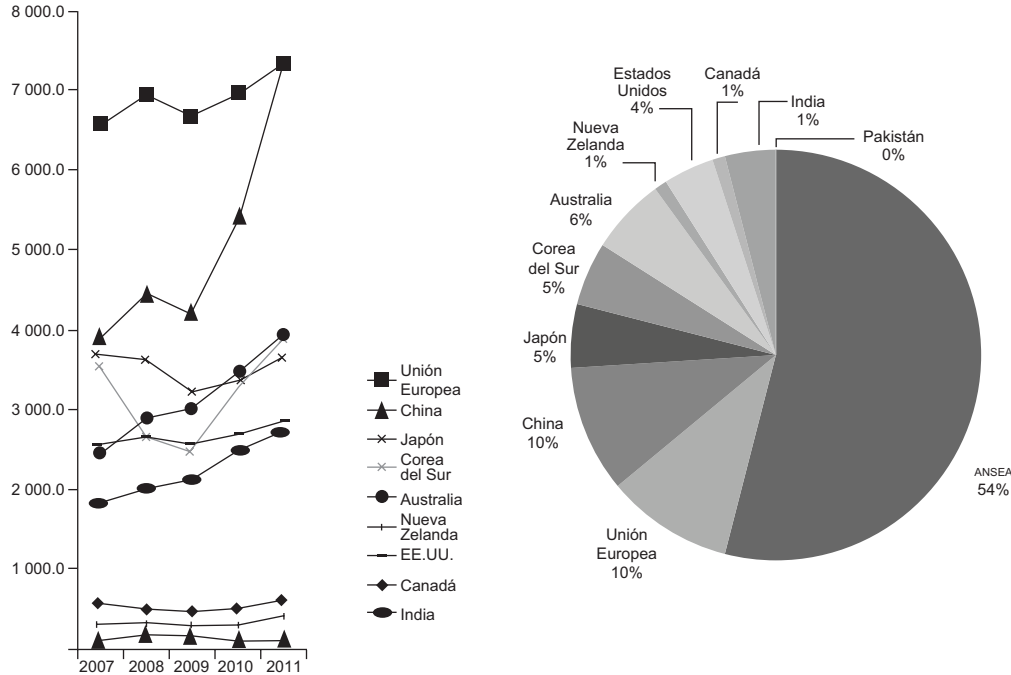 8 000.0
7 000.0
6 000.0
5 000.0
4 000.0
3 000.0
2 000.0
1 000.0
2007 2008 2009 2010 2011
Unión
Europea
China
Japón
Corea
del Sur
Australia
Nueva
Zelanda
EE.UU.
Canadá
India
Estados
Unidos
4%
Canadá
1%
India
1%
Pakistán
0%
Nueva
Zelanda
1%
Australia
6%
Corea
del Sur
5%
Japón
5%
China
10%
Unión
Europea
10%
ANSEA
54%